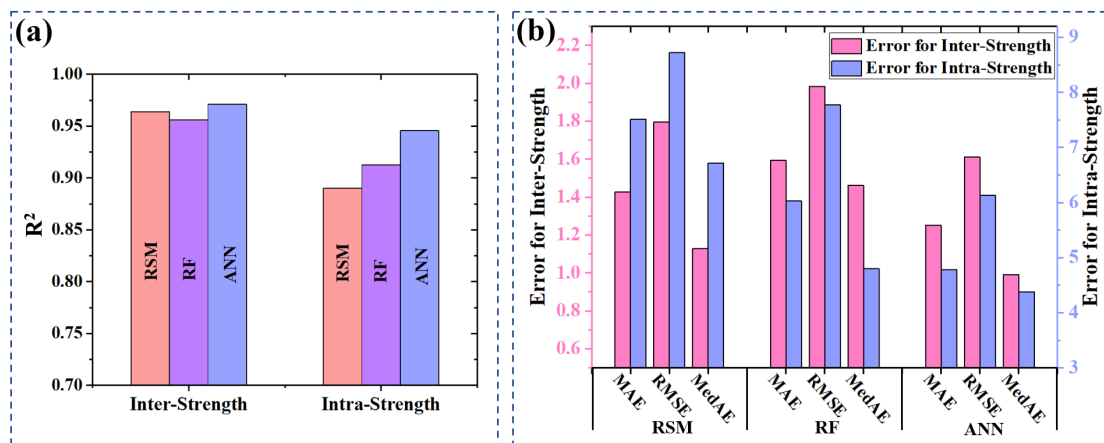 (a)
R²
1.00
0.95
0.90
0.85
0.80
0.75
0.70
RSM
RF
ANN
RSM
RF
ANN
Inter-Strength
Intra-Strength
(b)
Error for Inter-Strength
2.2
2.0
1.8
1.6
1.4
1.2
1.0
0.8
0.6
Error for Inter-Strength
Error for Intra-Strength
9
8
7
6
5
4
3
Error for Intra-Strength
MAE
RMSE
MedAE
MAE
RMSE
MedAE
MAE
RMSE
MedAE
RSM
RF
ANN